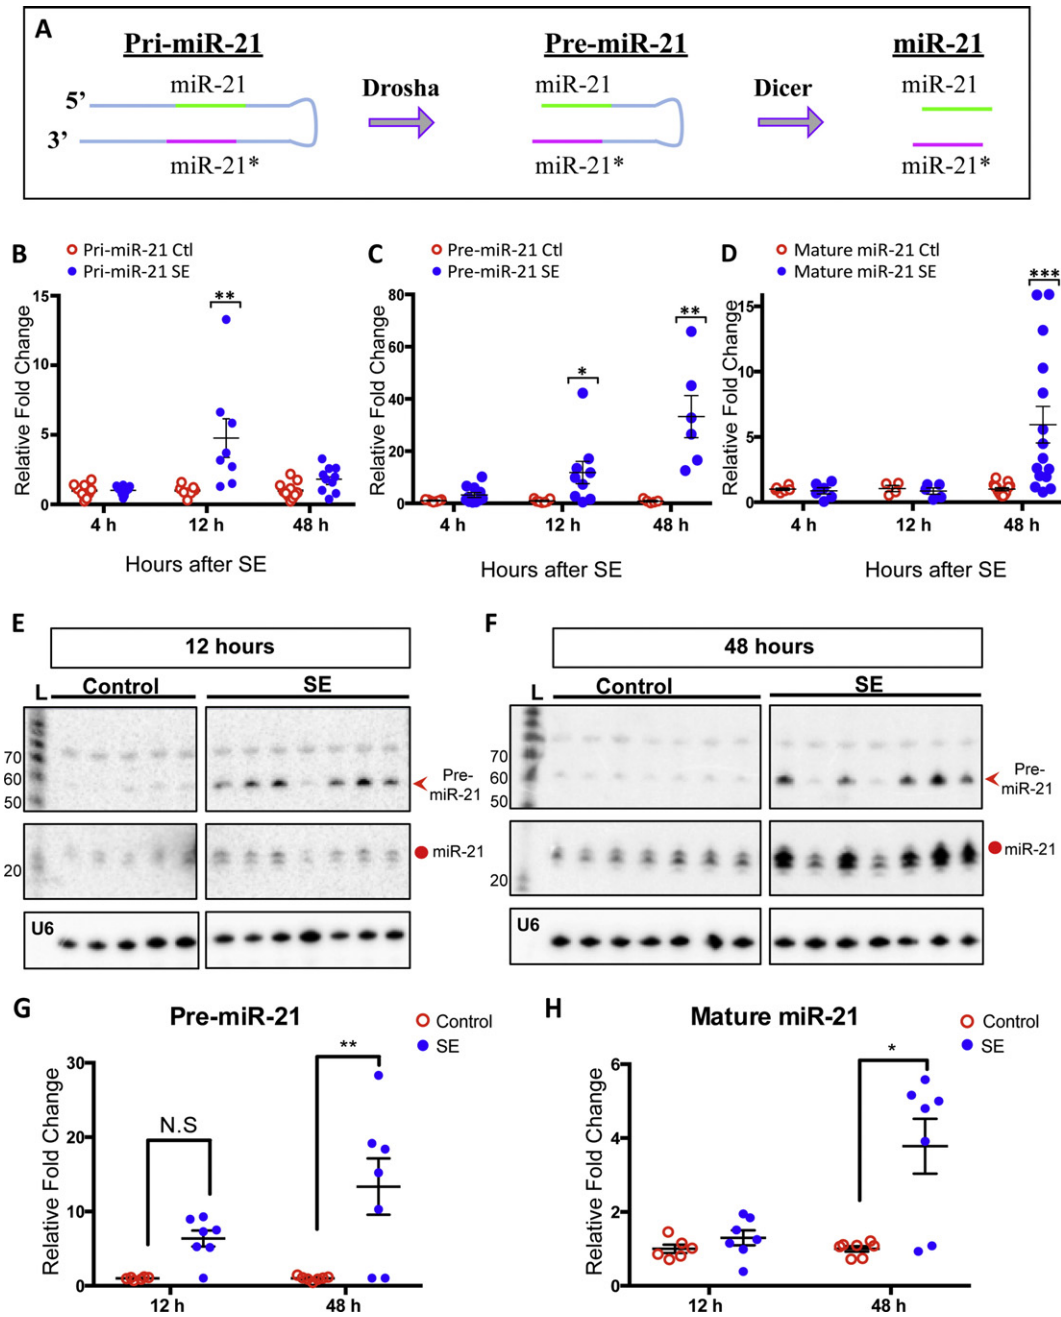 A
Pri-miR-21 Pre-miR-21 miR-21
miR-21 miR-21 miR-21
5’ Drosha Dicer
3’
miR-21* miR-21* miR-21*
B
Pri-miR-21 Ctl
Pri-miR-21 SE
**
Relative Fold Change
15
10
5
0
4 h 12 h 48 h
Hours after SE
C
Pre-miR-21 Ctl
Pre-miR-21 SE
*
**
Relative Fold Change
80
60
40
20
0
4 h 12 h 48 h
Hours after SE
D
Mature miR-21 Ctl
Mature miR-21 SE
***
Relative Fold Change
15
10
5
0
4 h 12 h 48 h
Hours after SE
E
12 hours
L Control SE
70
60
50
Pre-
miR-21
20
miR-21
U6
F
48 hours
L Control SE
70
60
50
Pre-
miR-21
20
miR-21
U6
G
Pre-miR-21
Control
SE
N.S
**
Relative Fold Change
30
20
10
0
12 h 48 h
H
Mature miR-21
Control
SE
*
Relative Fold Change
6
4
2
0
12 h 48 h